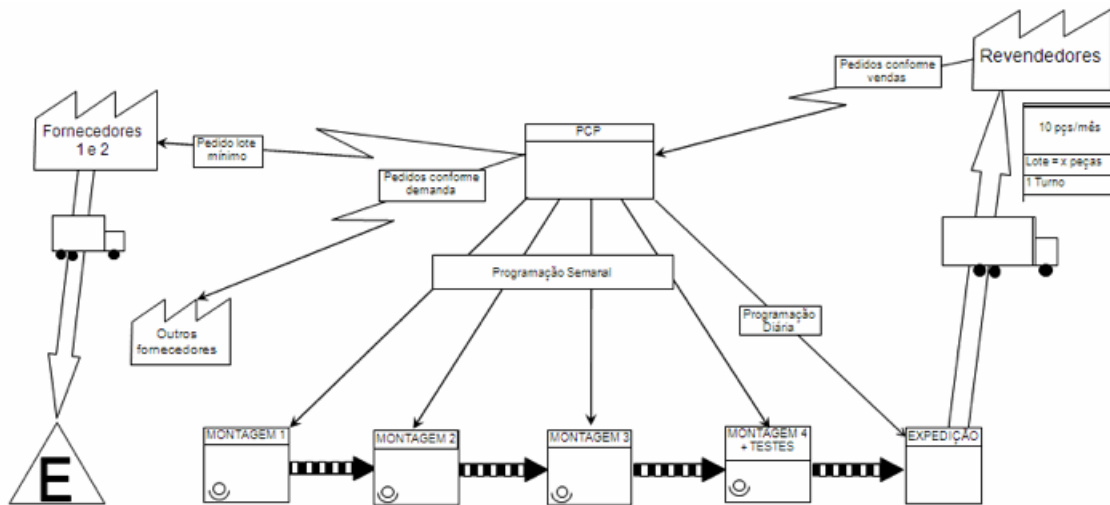 Revendedores
Pedidos conforme
vendas
10 pçs/mês
Lote = x peças
1 Turno
Fornecedores
1 e 2
Pedido lote
mínimo
PCP
Pedidos conforme
demanda
Programação Semanal
Programação
Diária
Outros
fornecedores
E
MONTAGEM 1
MONTAGEM 2
MONTAGEM 3
MONTAGEM 4
+ TESTES
EXPEDIÇÃO